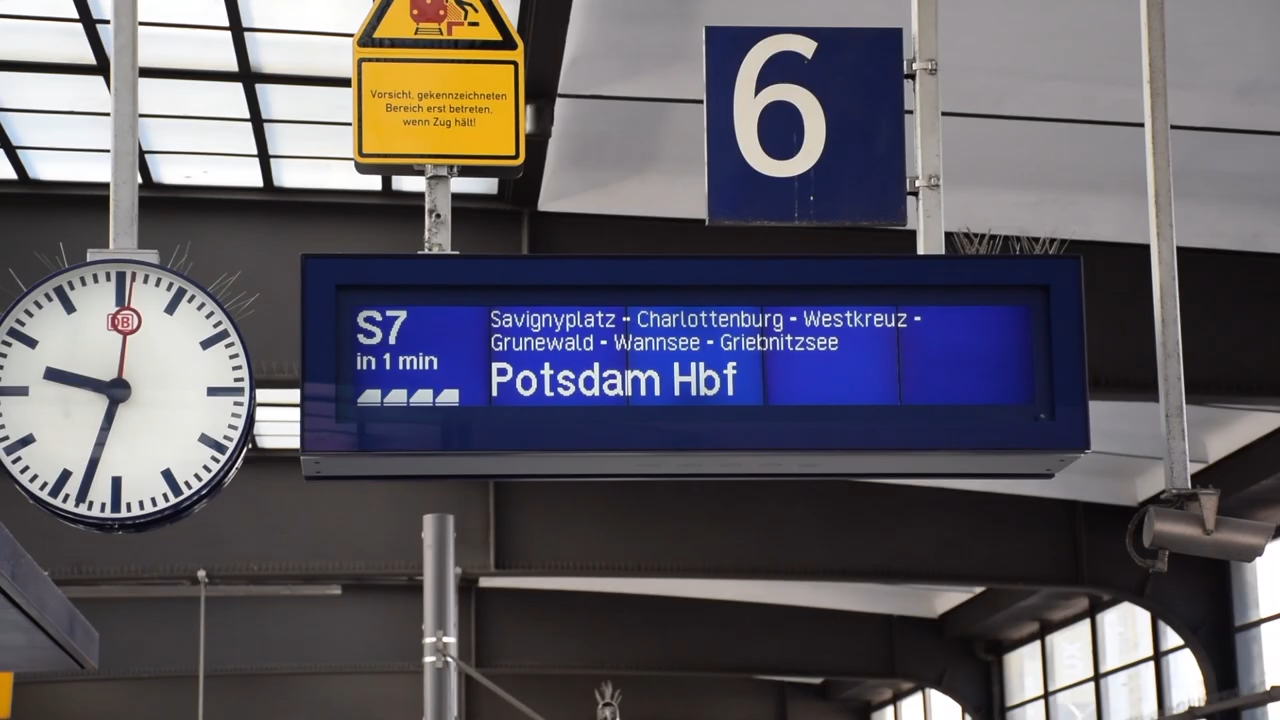 Vorsicht, gekennzeichneten
Bereich erst betreten,
wenn Zug hält!
6
DB
S7
in 1 min
Savignyplatz - Charlottenburg - Westkreuz -
Grunewald - Wannsee - Griebnitzsee
Potsdam Hbf